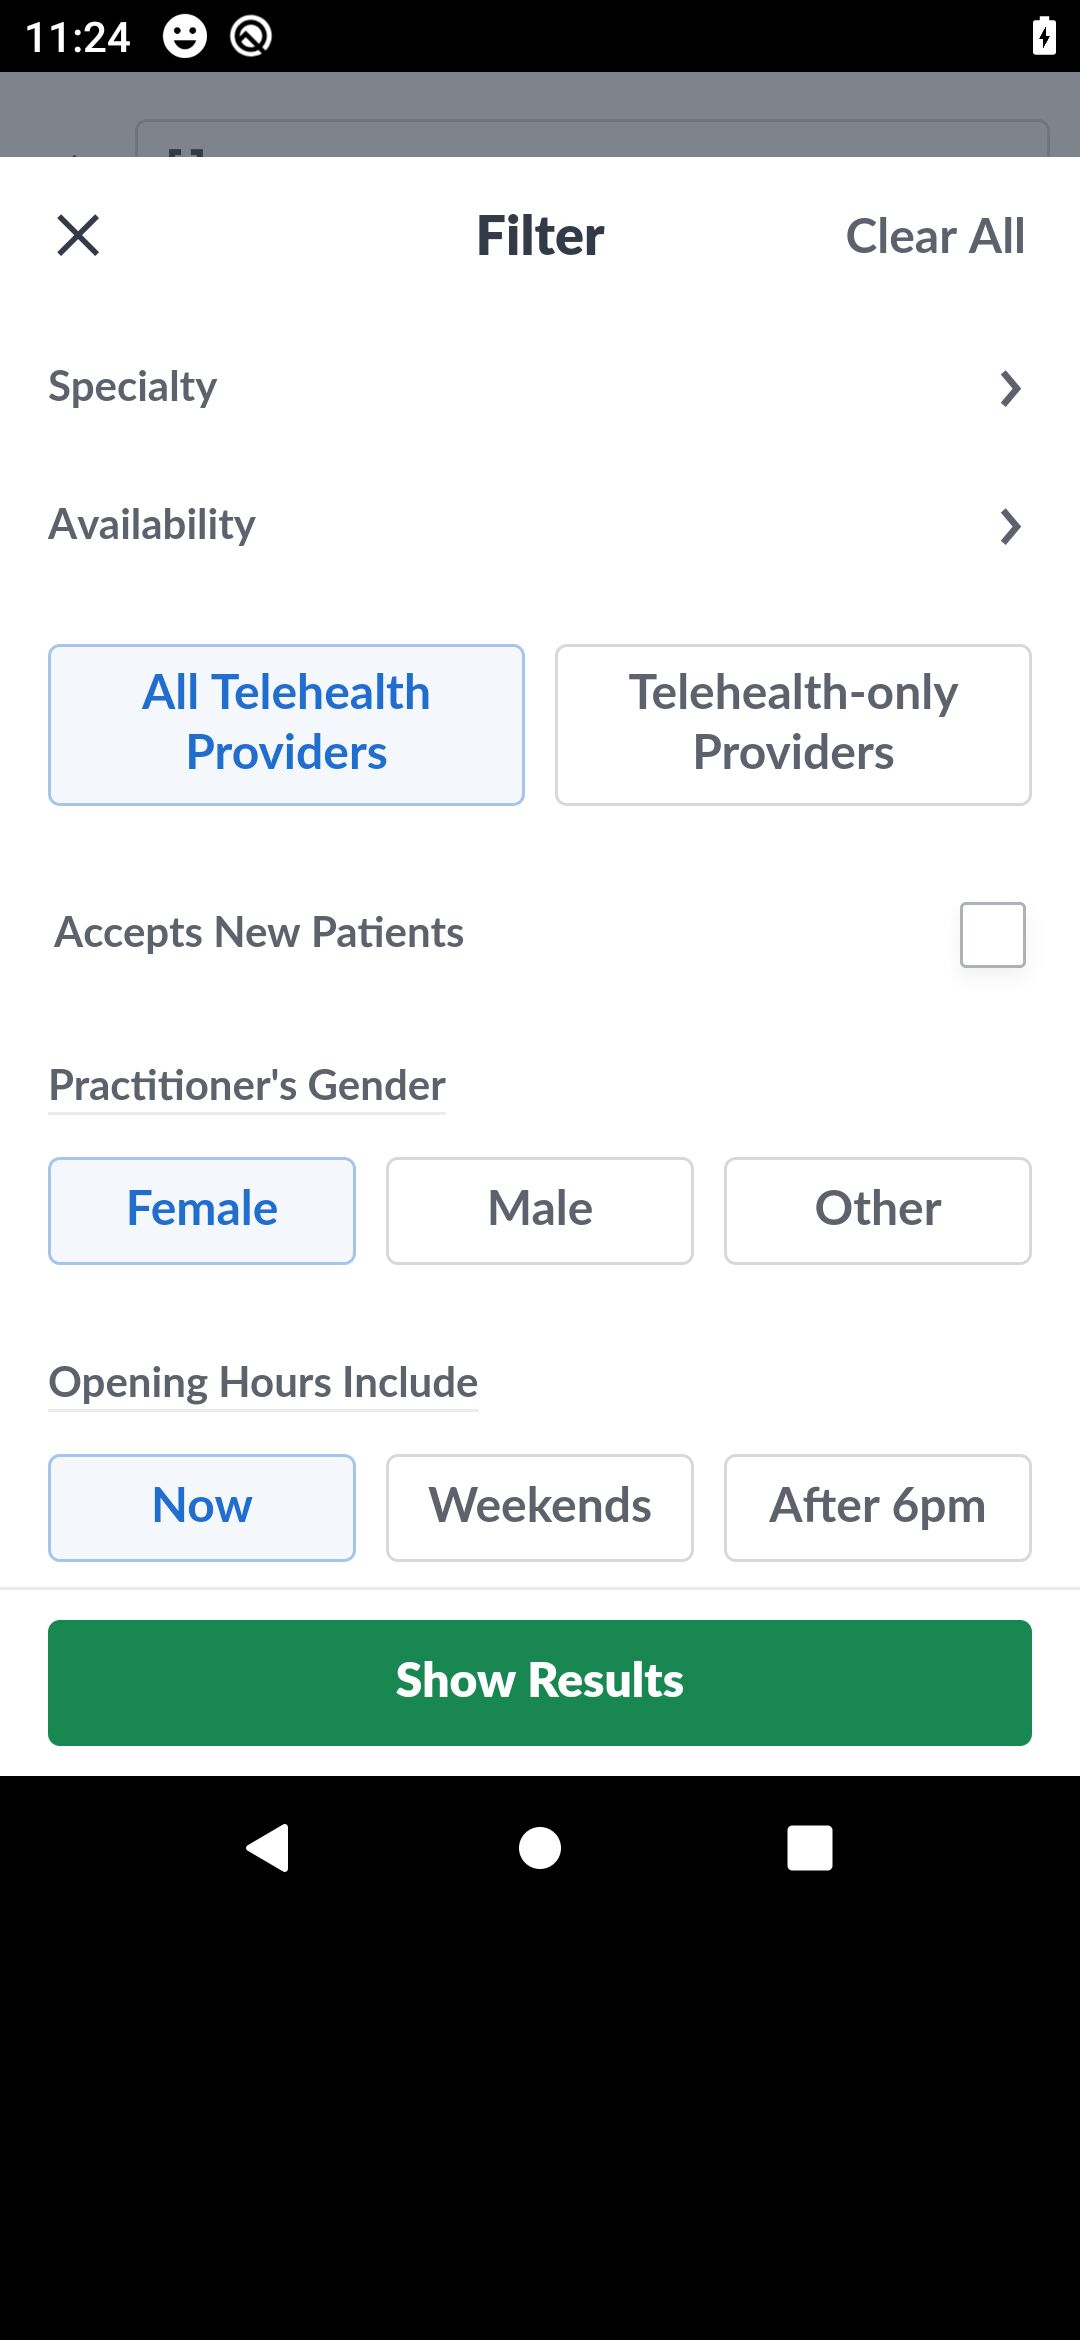 11:24
Filter
Clear All
Specialty
Availability
All Telehealth
Providers
Telehealth-only
Providers
Accepts New Patients
Practitioner's Gender
Female
Male
Other
Opening Hours Include
Now
Weekends
After 6pm
Show Results